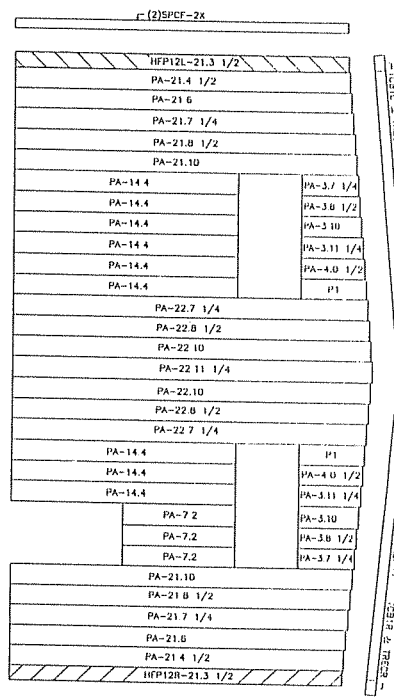 (2)SPCF-2X
HFP12L-21.3 1/2
PA-21.4 1/2
PA-21 6
PA-21.7 1/4
PA-21.8 1/2
PA-21.10
PA-14 4
PA-3.7 1/4
PA-14.4
PA-3.8 1/2
PA-14.4
PA-3 10
PA-14 4
PA-3.11 1/4
PA-14.4
PA-4.0 1/2
PA-14.4
P1
PA-22.7 1/4
PA-22.8 1/2
PA-22 10
PA-22 11 1/4
PA-22.10
PA-22.8 1/2
PA-22 7 1/4
PA-14.4
P1
PA-14.4
PA-4 0 1/2
PA-14.4
PA-3.11 1/4
PA-7.2
PA-3.10
PA-7.2
PA-3.8 1/2
PA-7.2
PA-3.7 1/4
PA-21.10
PA-21 8 1/2
PA-21.7 1/4
PA-21.6
PA-21 4 1/2
HFP12R-21.3 1/2